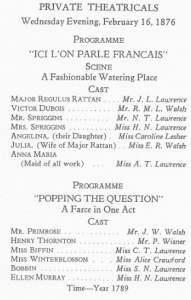 PRIVATE THEATRICALS
Wednesday Evening, February 16, 1876
PROGRAMME
"ICI L'ON PARLE FRANCAIS"
SCENE
A Fashionable Watering Place
CAST
MAJOR REGULUS RATTAN . . . . Mr. J. L. Lawrence
VICTOR DUBOIS . . . . . . Mr. R. M. L. Walsh
MR. SPRIGGINS . . . . Mr. N. T. Lawrence
MRS. SPRIGGINS . . . . Miss H. N. Lawrence
ANGELINA, (their Daughter) . Miss Caroline Lesher
JULIA, (Wife of Major Rattan) . Miss E. R. Walsh
ANNA MARIA
(Maid of all work) . . . Miss A. T. Lawrence
PROGRAMME
"POPPING THE QUESTION"
A Farce in One Act
CAST
MR. PRIMROSE . . . . . Mr. J. W. Walsh
HENRY THORNTON . . . . . Mr. P. Wisner
MISS BIFFIN . . . . . Miss C. T. Lawrence
MISS WINTERBLOSSOM . . Miss Alice Crawford
BOBBIN . . . . . . Miss S. N. Lawrence
ELLEN MURRAY . . . . . Miss H. N. Lawrence
Time—Year 1789